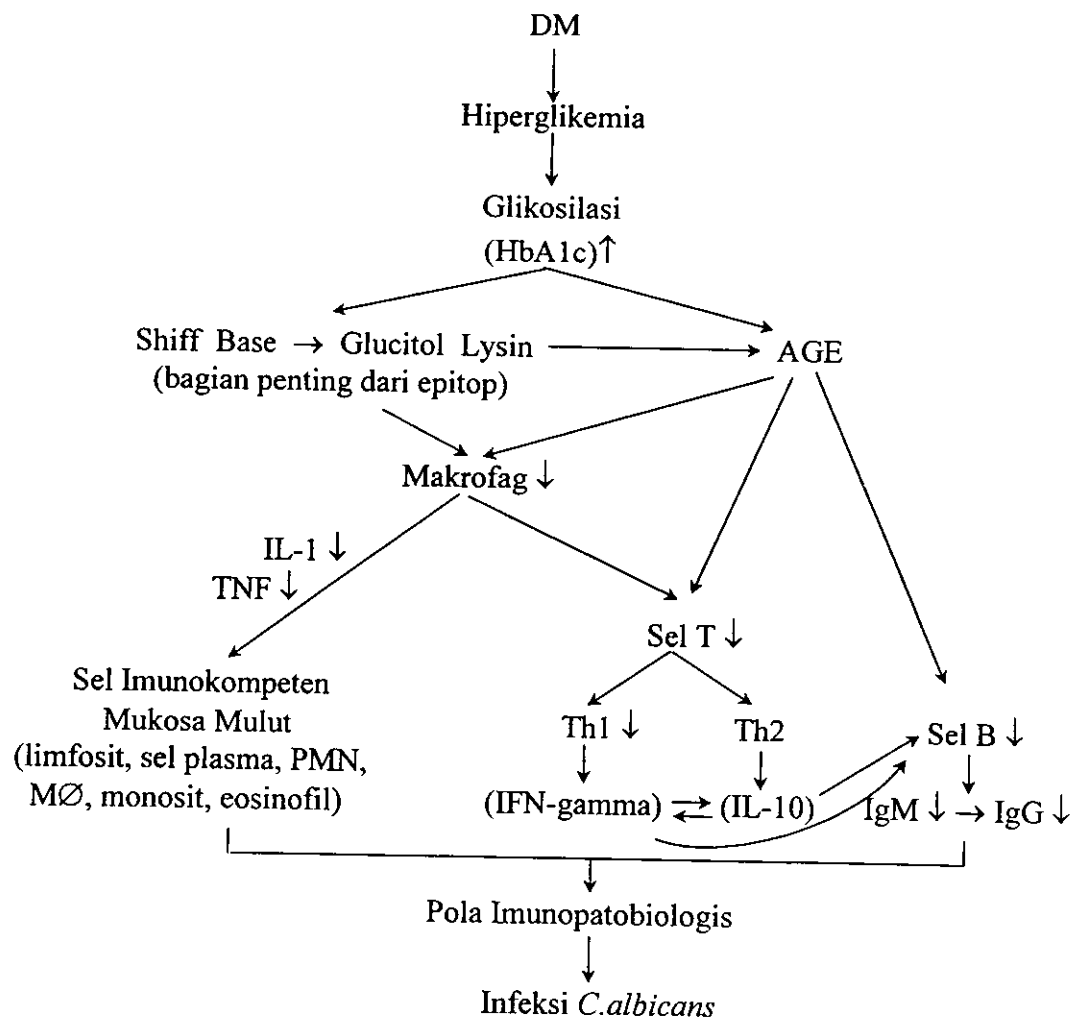 DM
Hiperglikemia
Glikosilasi
(HbA1c)↑
Shiff Base → Glucitol Lysin
(bagian penting dari epitop)
AGE
Makrofag ↓
IL-1 ↓
TNF ↓
Sel T ↓
Sel Imunokompeten
Mukosa Mulut
(limfosit, sel plasma, PMN,
MØ, monosit, eosinofil)
Th1 ↓
Th2
Sel B ↓
(IFN-gamma) ⇄ (IL-10)
IgM ↓ → IgG ↓
Pola Imunopatobiologis
Infeksi C.albicans